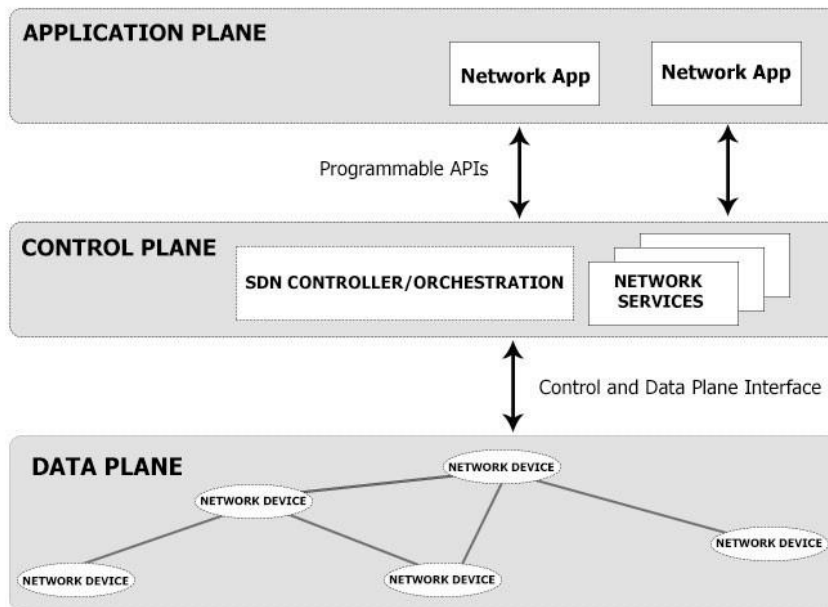 APPLICATION PLANE
Network App
Network App
Programmable APIs
CONTROL PLANE
SDN CONTROLLER/ORCHESTRATION
NETWORK
SERVICES
Control and Data Plane Interface
DATA PLANE
NETWORK DEVICE
NETWORK DEVICE
NETWORK DEVICE
NETWORK DEVICE
NETWORK DEVICE